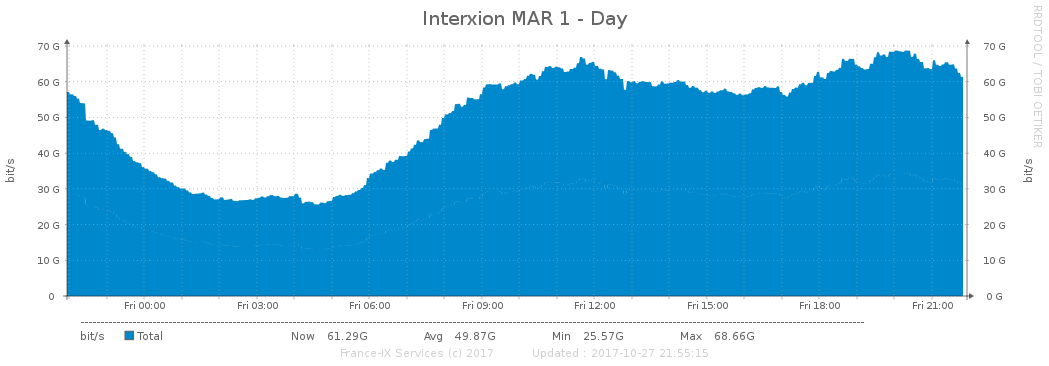 Interxion MAR 1 - Day
RRDTOOL / TOBI OETIKER
70 G 70 G
60 G 60 G
50 G 50 G
40 G 40 G
30 G 30 G
20 G 20 G
10 G 10 G
0 0 G
bit/s bit/s
Fri 00:00 Fri 03:00 Fri 06:00 Fri 09:00 Fri 12:00 Fri 15:00 Fri 18:00 Fri 21:00
bit/s Total Now 61.29G Avg 49.87G Min 25.57G Max 68.66G
France-IX Services (c) 2017 Updated : 2017-10-27 21:55:15